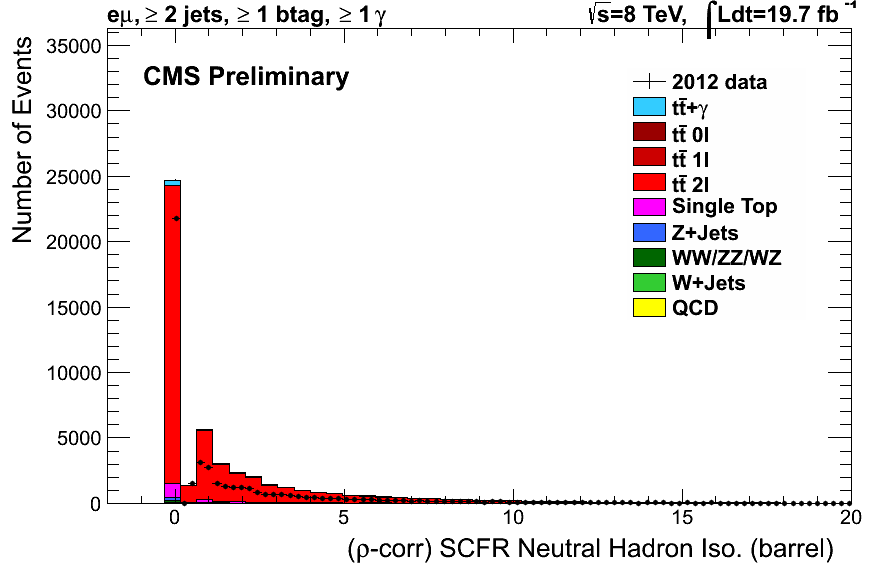 eμ, ≥ 2 jets, ≥ 1 btag, ≥ 1 γ
√s=8 TeV, ∫Ldt=19.7 fb⁻¹
CMS Preliminary
Number of Events
35000
30000
25000
20000
15000
10000
5000
0
2012 data
tt̄+γ
tt̄ 0l
tt̄ 1l
tt̄ 2l
Single Top
Z+Jets
WW/ZZ/WZ
W+Jets
QCD
0 5 10 15 20
(ρ-corr) SCFR Neutral Hadron Iso. (barrel)